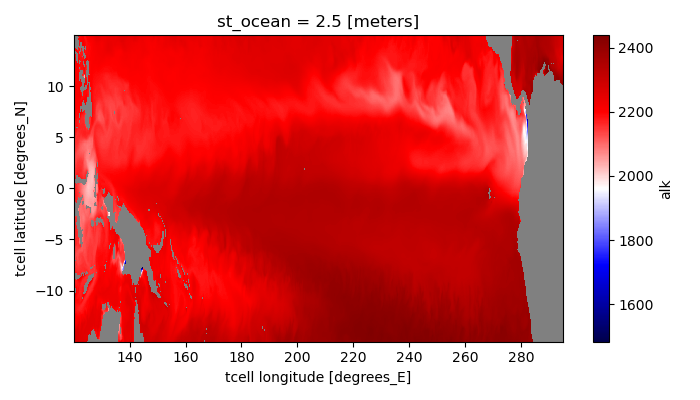 st_ocean = 2.5 [meters]
tcell latitude [degrees_N]
10
5
0
−5
−10
140 160 180 200 220 240 260 280
tcell longitude [degrees_E]
2400
2200
2000
1800
1600
alk